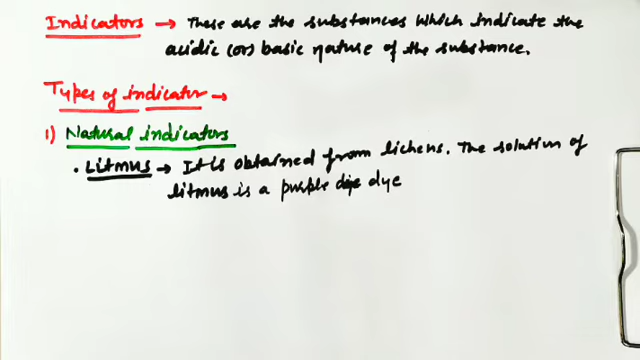 Indicators → These are the substances which indicate the
acidic (or) basic nature of the substance.
Types of indicator →
1) Natural indicators
• Litmus → It is obtained from lichens. The solution of
litmus is a purple dye